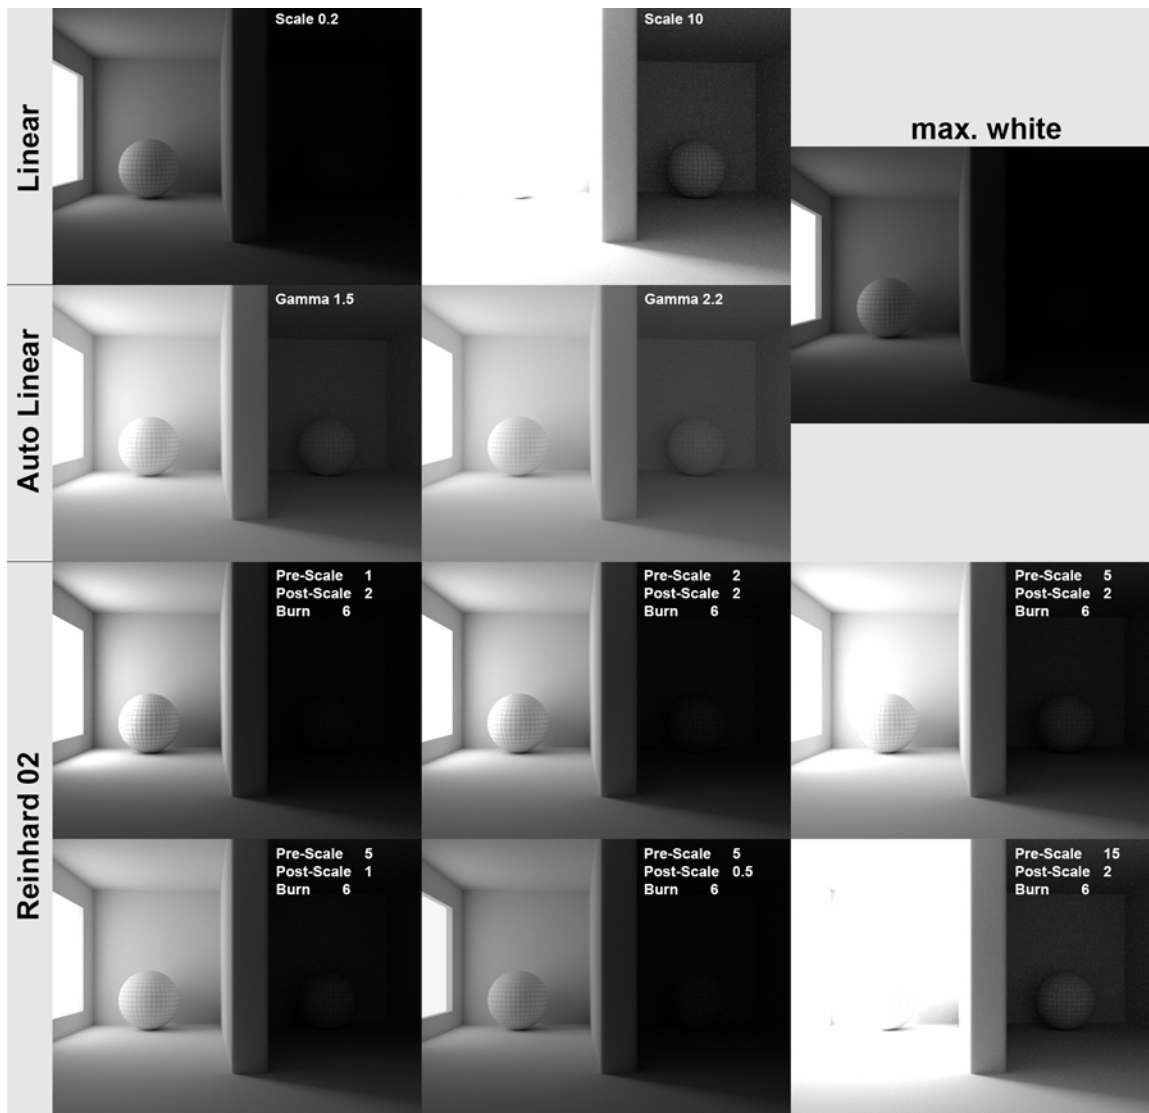 Linear
Scale 0.2
Scale 10
max. white
Auto Linear
Gamma 1.5
Gamma 2.2
Reinhard 02
Pre-Scale 1
Post-Scale 2
Burn 6
Pre-Scale 2
Post-Scale 2
Burn 6
Pre-Scale 5
Post-Scale 2
Burn 6
Pre-Scale 5
Post-Scale 1
Burn 6
Pre-Scale 5
Post-Scale 0.5
Burn 6
Pre-Scale 15
Post-Scale 2
Burn 6